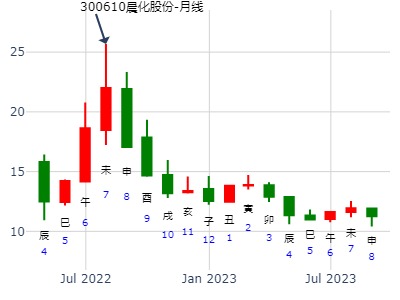 300610晨化股份-月线
25
20
15
10
辰
4
巳
5
午
6
未
7
申
8
酉
9
戌
10
亥
11
子
12
丑
1
寅
2
卯
3
辰
4
巳
5
午
6
未
7
申
8
Jul 2022
Jan 2023
Jul 2023